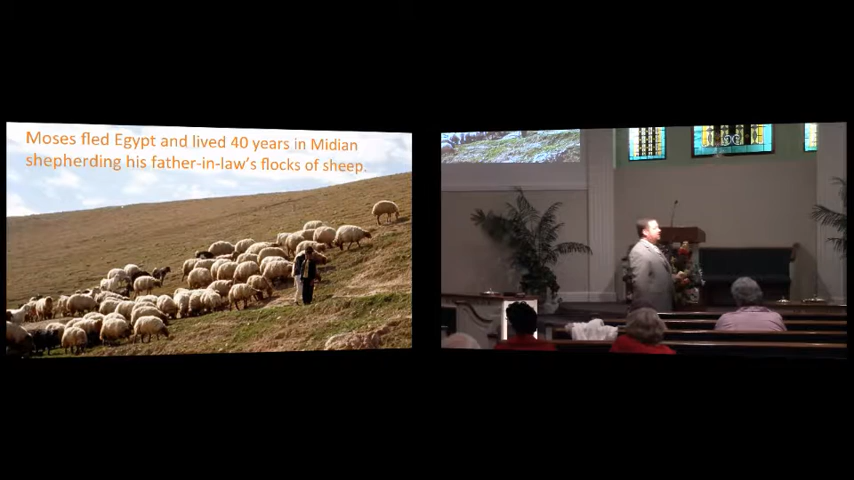 Moses fled Egypt and lived 40 years in Midian
shepherding his father-in-law's flocks of sheep.